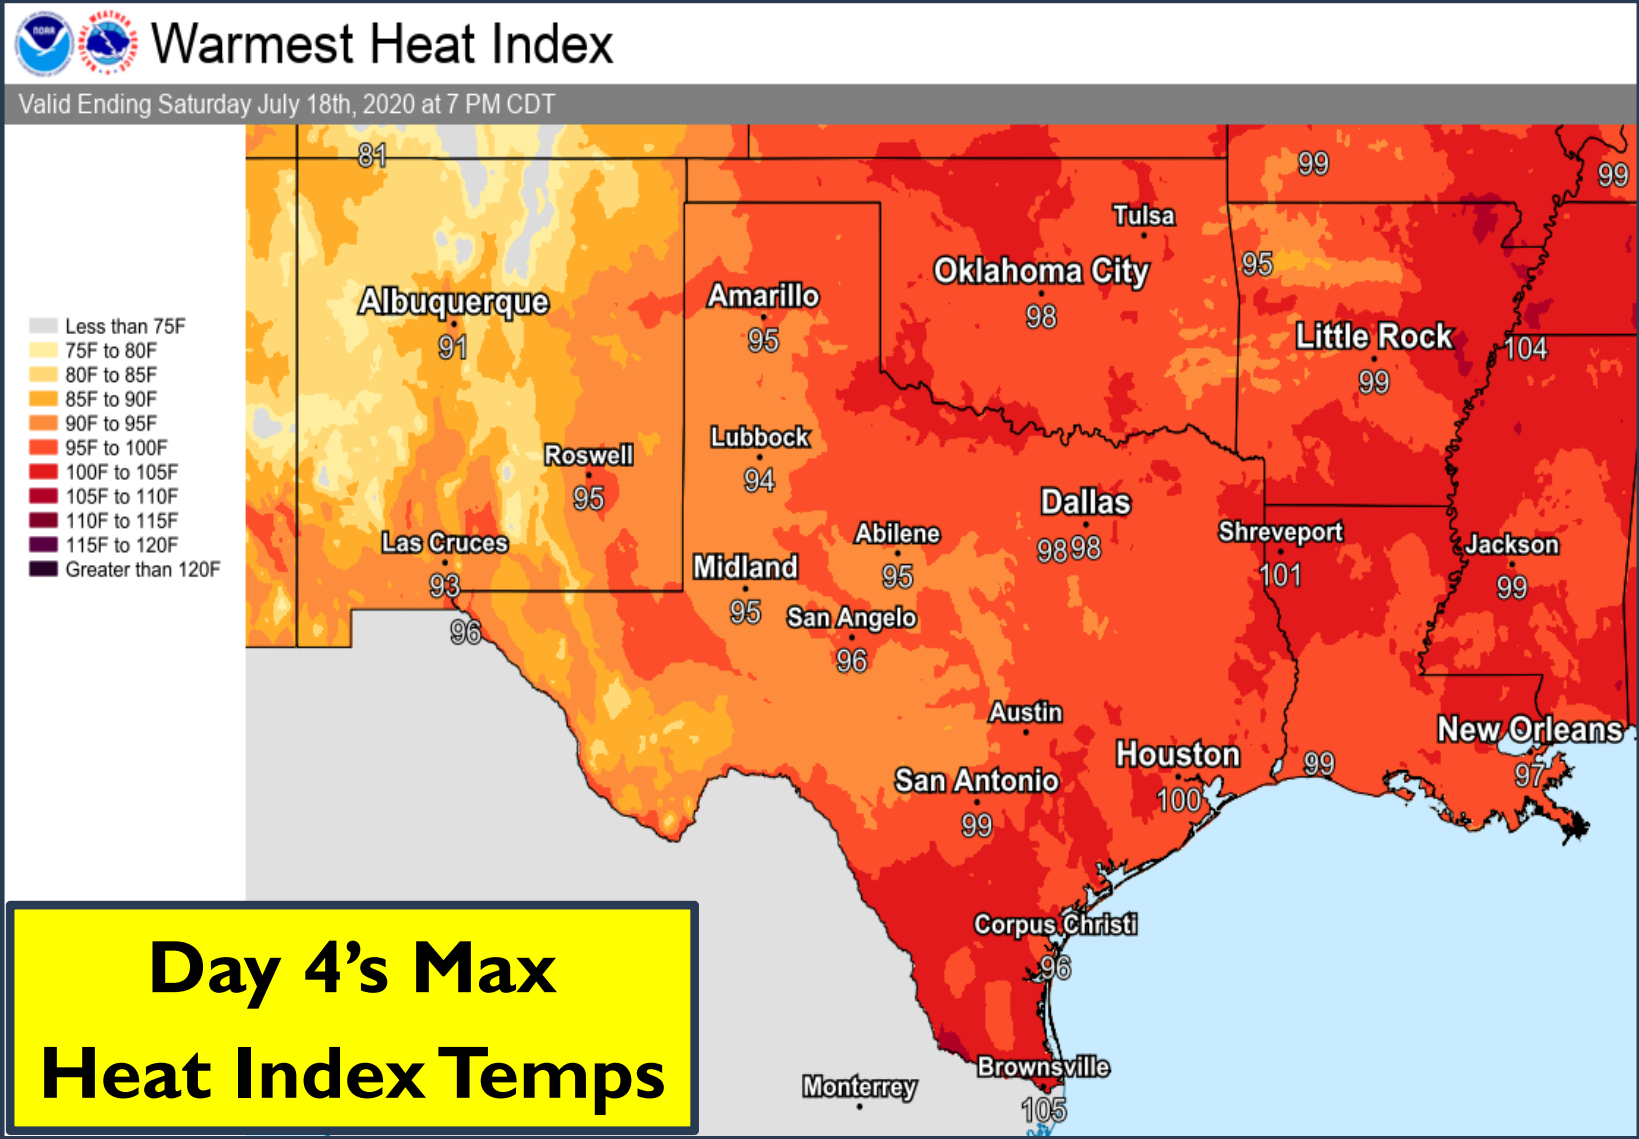 NOAA
NATIONAL WEATHER SERVICE
Warmest Heat Index
Valid Ending Saturday July 18th, 2020 at 7 PM CDT
Less than 75F
75F to 80F
80F to 85F
85F to 90F
90F to 95F
95F to 100F
100F to 105F
105F to 110F
110F to 115F
115F to 120F
Greater than 120F
81
99
99
Tulsa
95
Oklahoma City
98
Albuquerque
91
Amarillo
95
Little Rock
99
104
Lubbock
94
Roswell
95
Dallas
98 98
Abilene
95
Shreveport
101
Jackson
99
Las Cruces
93
96
Midland
95
San Angelo
96
Austin
New Orleans
97
Houston
100
99
San Antonio
99
Corpus Christi
96
Brownsville
105
Monterrey
Day 4’s Max
Heat Index Temps